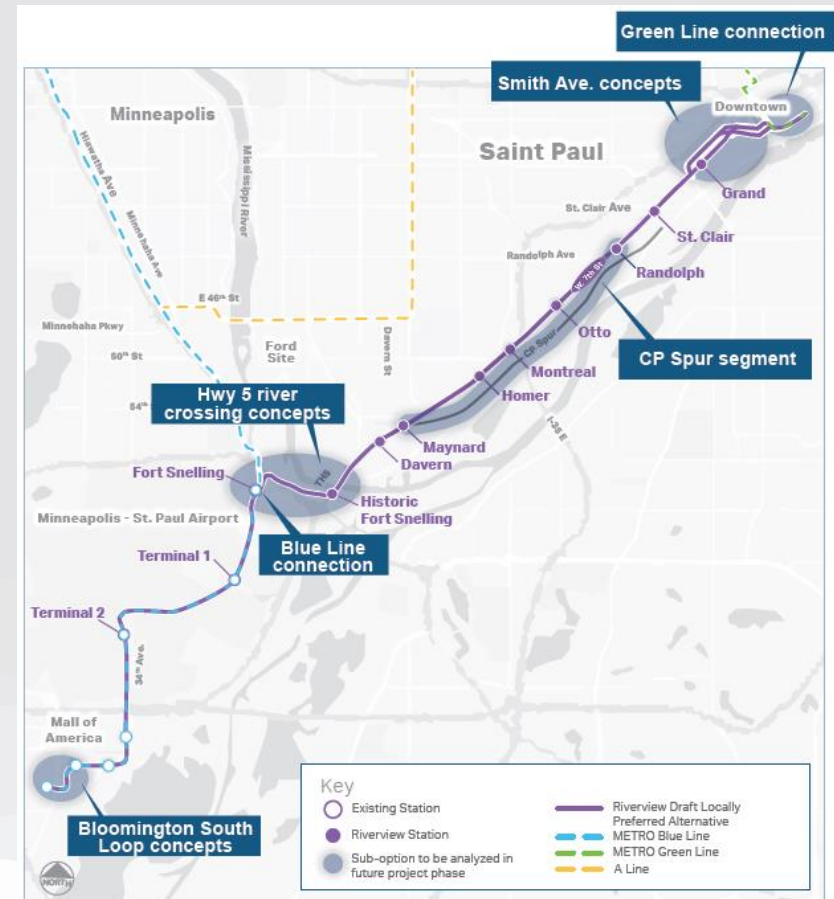 Green Line connection
Smith Ave. concepts
Downtown
Minneapolis
Saint Paul
Hiawatha Ave
Minnehaha Ave
Mississippi River
Grand
St. Clair Ave
St. Clair
Randolph Ave
Randolph
W. 7th St
E 46th St
Otto
CP Spur
CP Spur segment
Minnehaha Pkwy
50th St
Ford
Site
Davern St
Montreal
Homer
54th
Hwy 5 river
crossing concepts
I-35 E
Maynard
Davern
Fort Snelling
TH5
Historic
Fort Snelling
Minneapolis - St. Paul Airport
Blue Line
connection
Terminal 1
Terminal 2
34th Ave.
Mall of
America
Bloomington South
Loop concepts
NORTH
Key
Existing Station
Riverview Station
Sub-option to be analyzed in
future project phase
Riverview Draft Locally
Preferred Alternative
METRO Blue Line
METRO Green Line
A Line